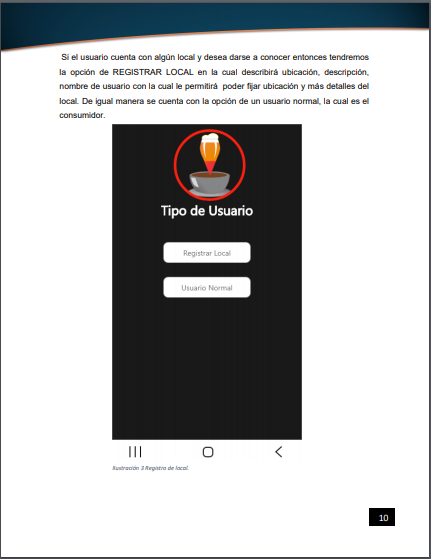 Si el usuario cuenta con algún local y desea darse a conocer entonces tendremos
la opción de REGISTRAR LOCAL en la cual describirá ubicación, descripción,
nombre de usuario con la cual le permitirá poder fijar ubicación y más detalles del
local. De igual manera se cuenta con la opción de un usuario normal, la cual es el
consumidor.
Tipo de Usuario
Registrar Local
Usuario Normal
Ilustración 3 Registro de local.
10